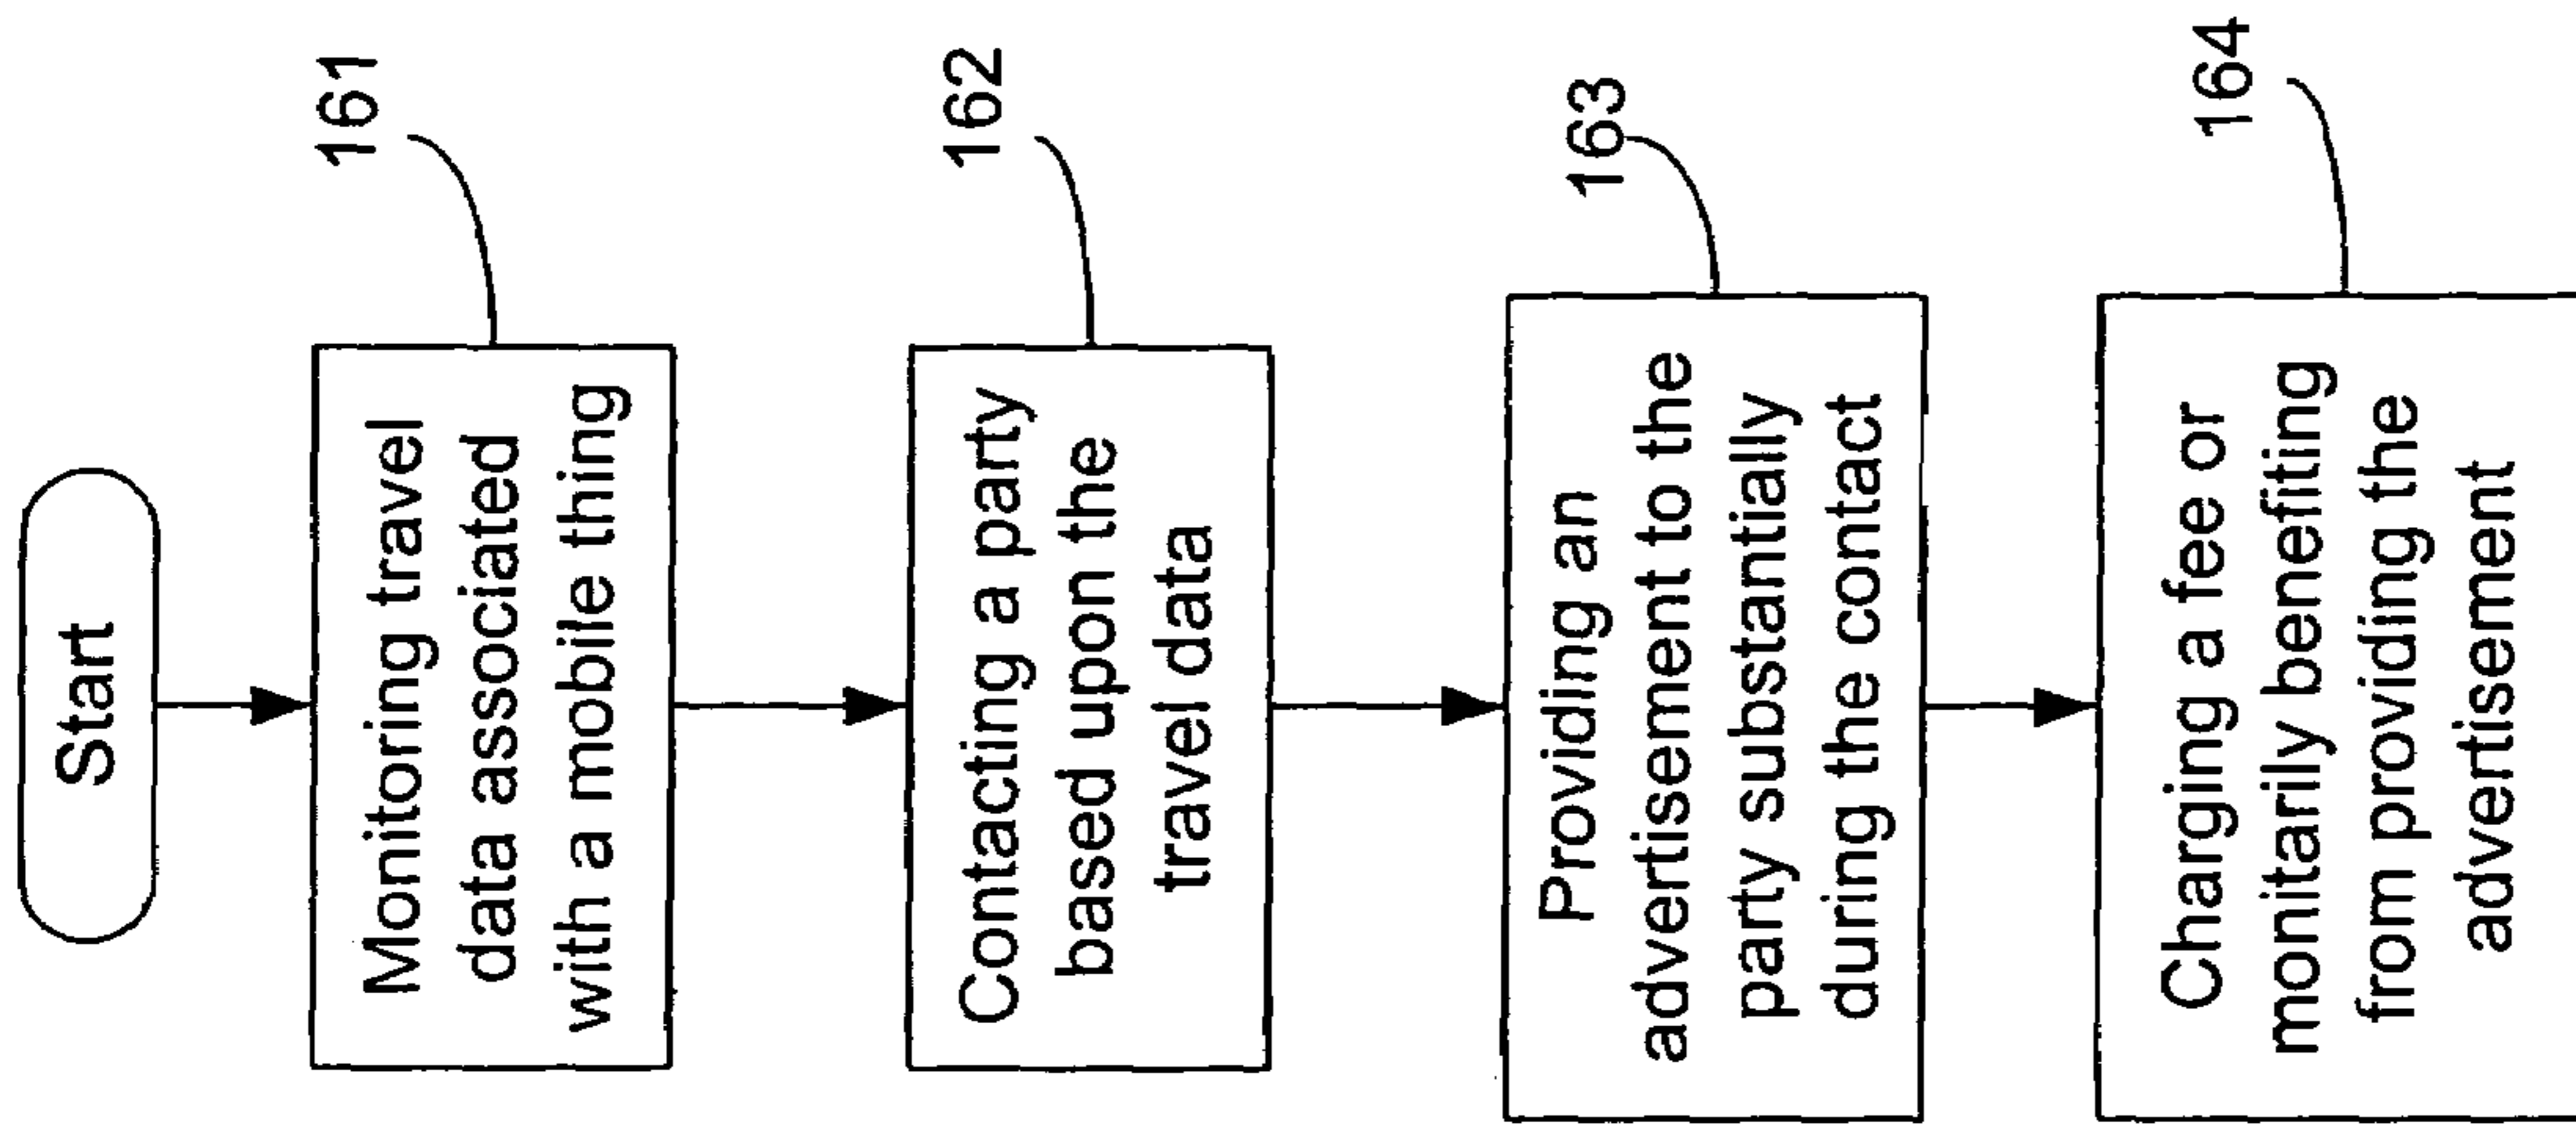 Start
161
Monitoring travel
data associated
with a mobile thing
162
Contacting a party
based upon the
travel data
163
Providing an
advertisement to the
party substantially
during the contact
164
Charging a fee or
monitarily benefiting
from providing the
advertisement